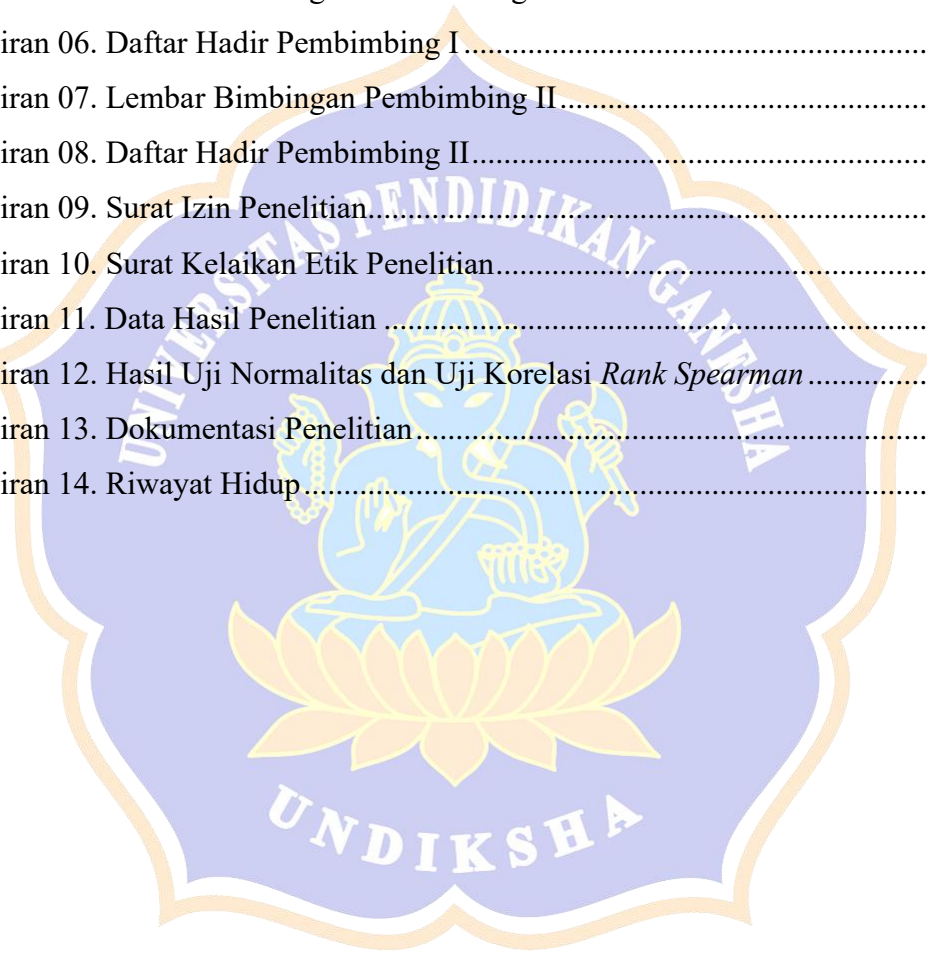 iran 06. Daftar Hadir Pembimbing I........................................................
iran 07. Lembar Bimbingan Pembimbing II..............................................
iran 08. Daftar Hadir Pembimbing II........................................................
iran 09. Surat Izin Penelitian.....................................................................
iran 10. Surat Kelaikan Etik Penelitian.....................................................
iran 11. Data Hasil Penelitian ...................................................................
iran 12. Hasil Uji Normalitas dan Uji Korelasi Rank Spearman ...............
iran 13. Dokumentasi Penelitian...............................................................
iran 14. Riwayat Hidup.............................................................................
UNIVERSITAS PENDIDIKAN GANESHA
UNDIKSHA